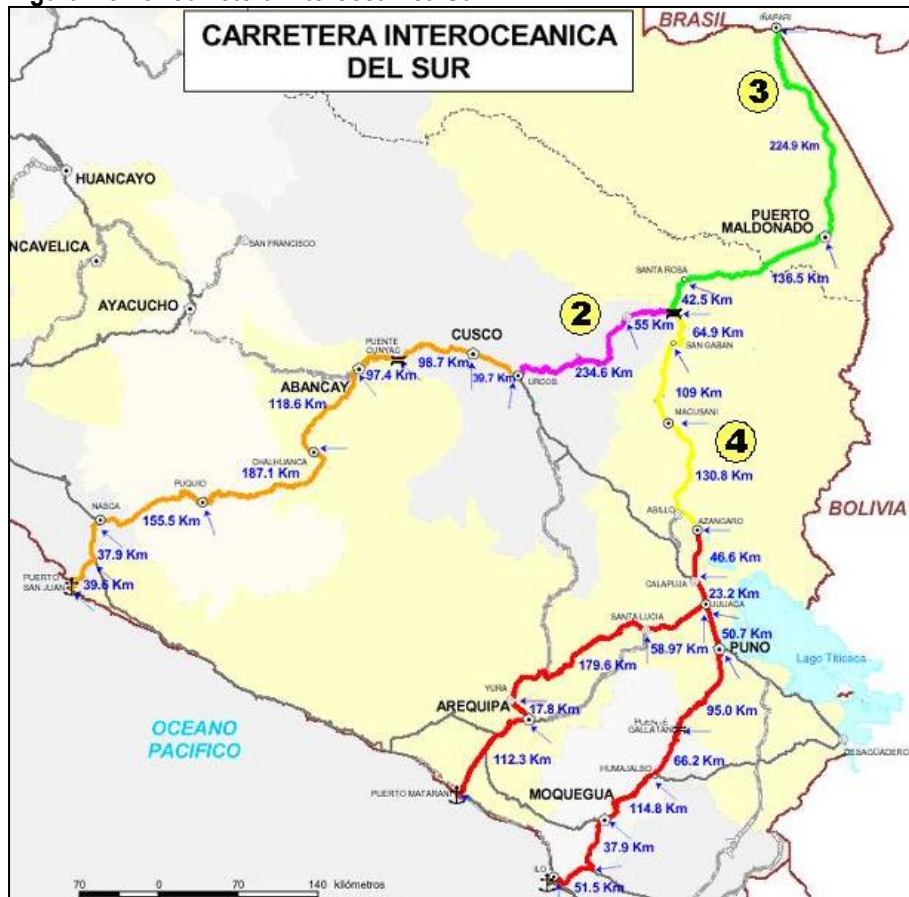 CARRETERA INTEROCEANICA
DEL SUR
BRASIL
IÑAPARI
3
224.9 Km
HUANCAYO
PUERTO
MALDONADO
NCAVELICA
SAN FRANCISCO
136.5 Km
SANTA ROSA
AYACUCHO
42.5 Km
2
55 Km
64.9 Km
CUSCO
PUENTE
CUNYAC
SAN GABAN
98.7 Km
97.4 Km
39.7 Km
234.6 Km
URCOS
ABANCAY
118.6 Km
109 Km
MACUSANI
4
CHALHUANCA
187.1 Km
130.8 Km
PUQUIO
155.5 Km
NASCA
ASILLO
BOLIVIA
AZANGARO
37.9 Km
46.6 Km
PUERTO
SAN JUAN
39.6 Km
CALAPUJA
23.2 Km
JULIACA
SANTA LUCIA
50.7 Km
58.97 Km
PUNO
179.6 Km
Lago Titicaca
YURA
AREQUIPA
17.8 Km
95.0 Km
OCEANO
PACIFICO
PUENTE
GALLATANI
DESAGUADERO
112.3 Km
66.2 Km
HUMAJALSO
PUERTO MATARANI
MOQUEGUA
114.8 Km
37.9 Km
ILO
51.5 Km
70 0 70 140 kilómetros